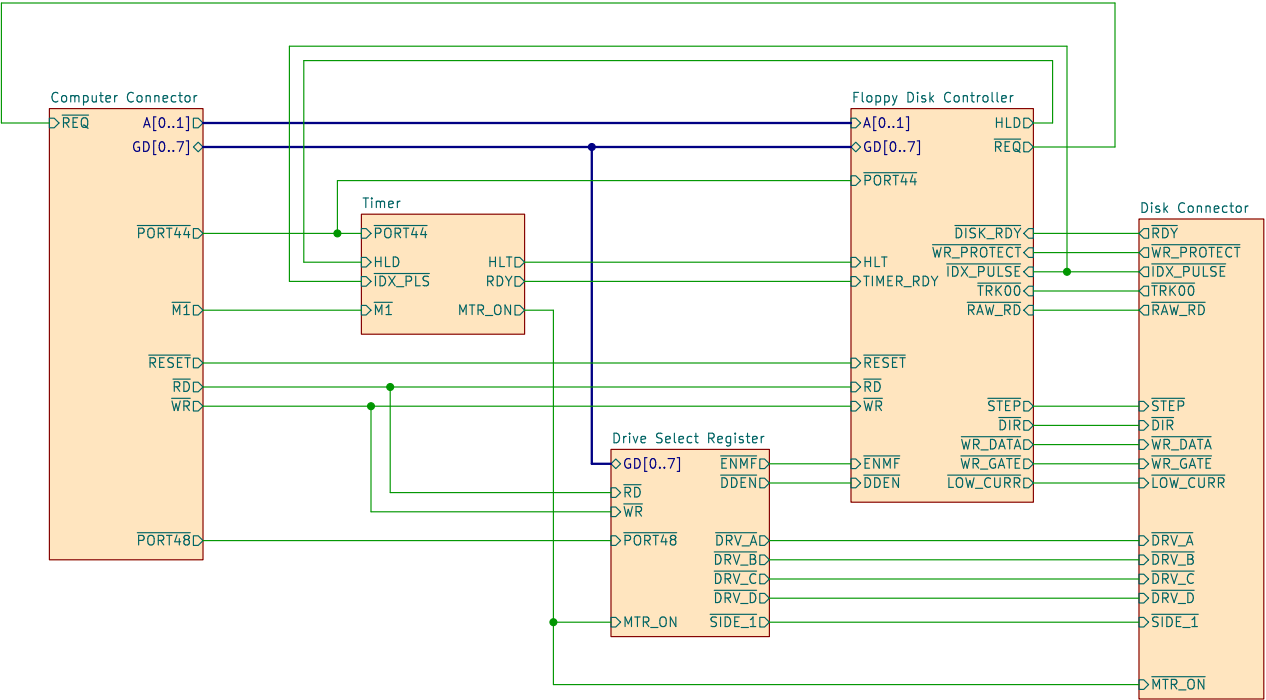 Computer Connector
REQ
A[0..1]
GD[0..7]
PORT44
M1
RESET
RD
WR
PORT48
Timer
PORT44
HLD
IDX_PLS
M1
HLT
RDY
MTR_ON
Drive Select Register
GD[0..7]
RD
WR
PORT48
MTR_ON
ENMF
DDEN
DRV_A
DRV_B
DRV_C
DRV_D
SIDE_1
Floppy Disk Controller
A[0..1]
GD[0..7]
PORT44
HLT
TIMER_RDY
RESET
RD
WR
ENMF
DDEN
HLD
REQ
DISK_RDY
WR_PROTECT
IDX_PULSE
TRK00
RAW_RD
STEP
DIR
WR_DATA
WR_GATE
LOW_CURR
Disk Connector
RDY
WR_PROTECT
IDX_PULSE
TRK00
RAW_RD
STEP
DIR
WR_DATA
WR_GATE
LOW_CURR
DRV_A
DRV_B
DRV_C
DRV_D
SIDE_1
MTR_ON